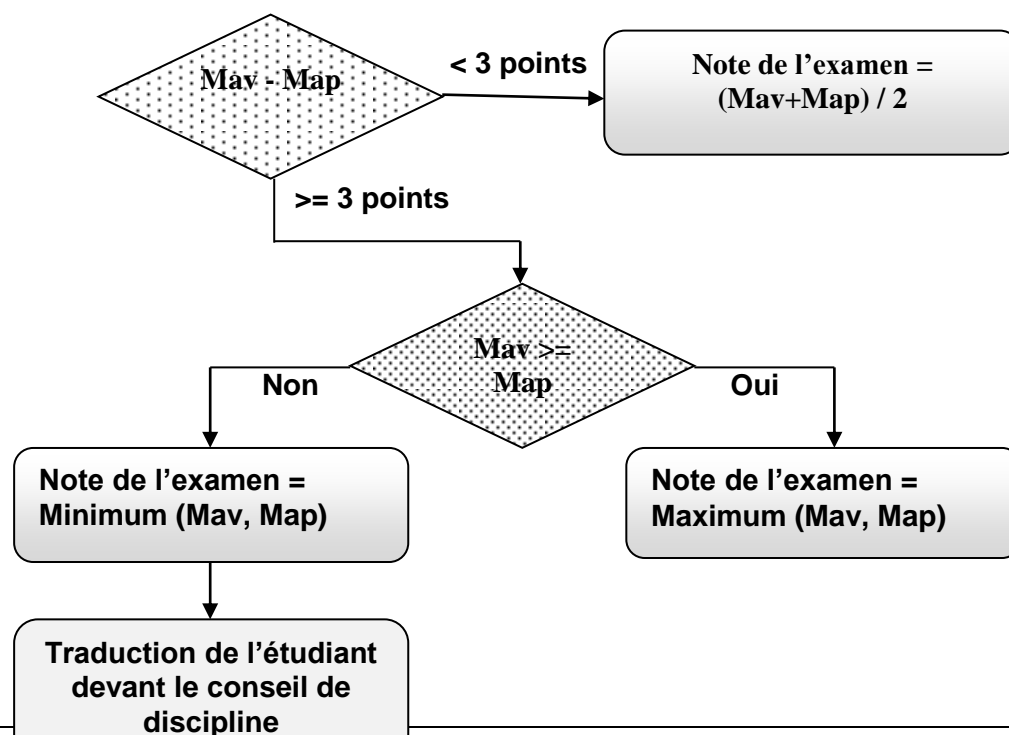 Mav - Map
< 3 points
Note de l’examen =
(Mav+Map) / 2
>= 3 points
Mav >=
Map
Non
Oui
Note de l’examen =
Minimum (Mav, Map)
Note de l’examen =
Maximum (Mav, Map)
Traduction de l’étudiant
devant le conseil de
discipline